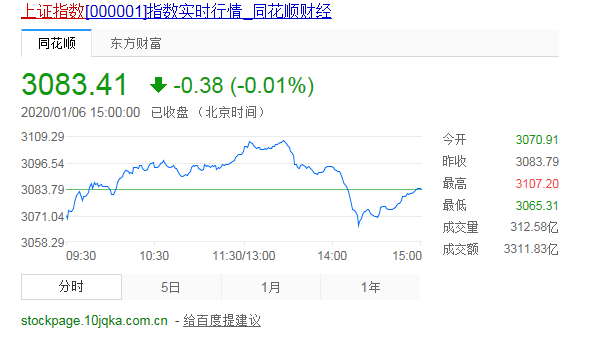 上证指数[000001]指数实时行情_同花顺财经
同花顺 东方财富
3083.41 -0.38 (-0.01%)
2020/01/06 15:00:00 已收盘 （北京时间）
3109.29
3096.54
3083.79
3071.04
3058.29
09:30 10:30 11:30/13:00 14:00 15:00
今开 3070.91
昨收 3083.79
最高 3107.20
最低 3065.31
成交量 312.58亿
成交额 3311.83亿
分时 5日 1月 1年
stockpage.10jqka.com.cn - 给百度提建议